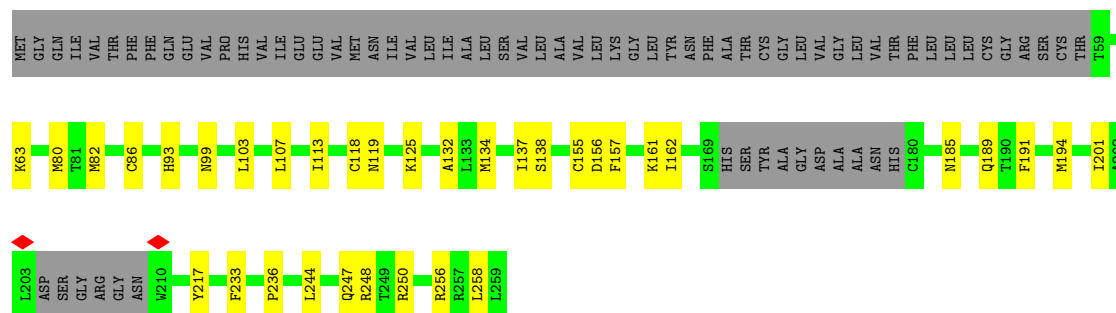 MET GLY GLN ILE VAL THR PHE PHE GLN GLU VAL PRO HIS VAL ILE GLU GLU VAL MET ASN ILE VAL LEU ILE ALA LEU SER VAL LEU ALA VAL LEU LYS GLY LEU TYR ASN PHE ALA THR CYS GLY LEU VAL GLY LEU VAL THR PHE LEU LEU LEU CYS GLY ARG SER CYS THR T59
K63 M80 T81 M82 C86 H93 N99 L103 L107 I113 C118 N119 K125 A132 L133 M134 I137 S138 C155 D156 F157 K161 I162 S169 HIS SER TYR ALA GLY ASP ALA ALA ASN HIS C180 N185 Q189 T190 F191 M194 I201
L203 ASP SER GLY ARG GLY ASN W210 Y217 F233 P236 L244 Q247 R248 T249 R250 R256 R257 L258 L259